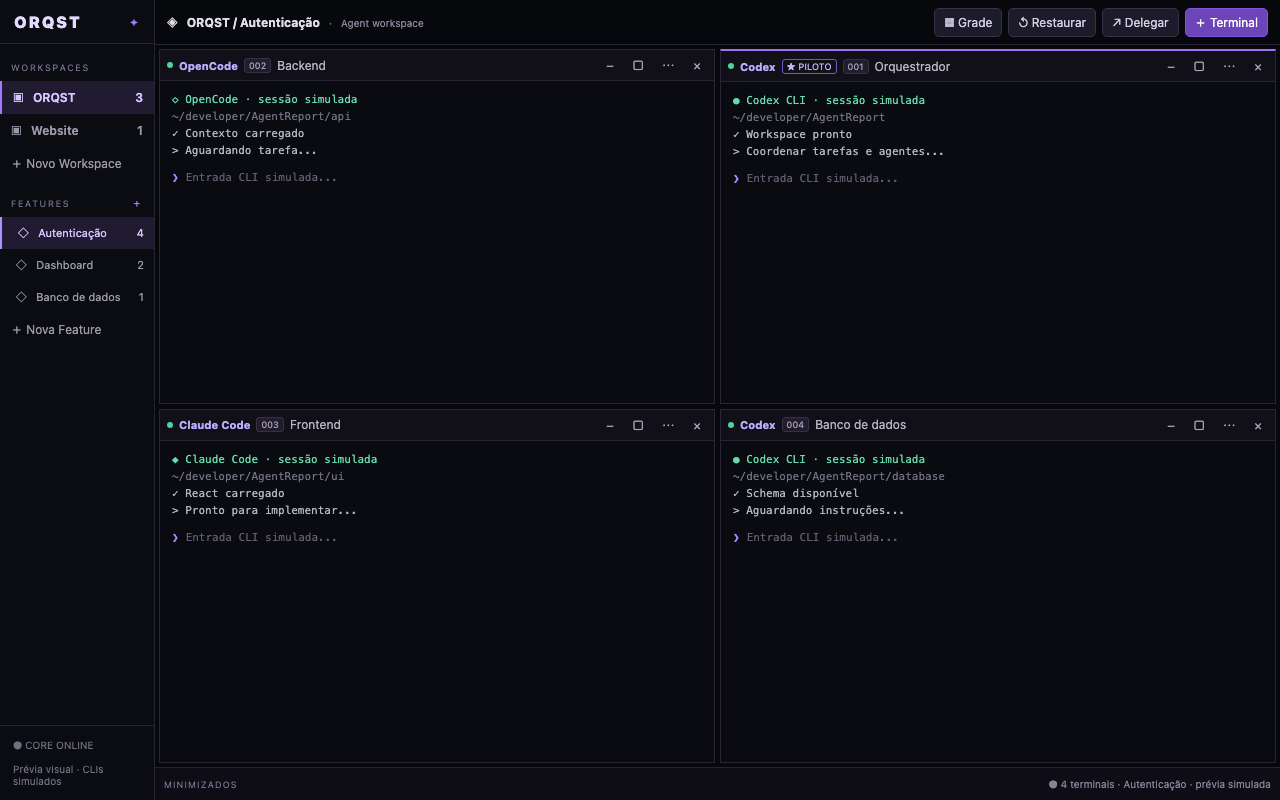 ORQST ✦
WORKSPACES
▣ ORQST 3
▣ Website 1
+ Novo Workspace
FEATURES +
◇ Autenticação 4
◇ Dashboard 2
◇ Banco de dados 1
+ Nova Feature
● CORE ONLINE
Prévia visual · CLIs
simulados
◈ ORQST / Autenticação · Agent workspace
▦ Grade
↺ Restaurar
↗ Delegar
+ Terminal
OpenCode 002 Backend
◇ OpenCode · sessão simulada
~/developer/AgentReport/api
✓ Contexto carregado
> Aguardando tarefa...
❯ Entrada CLI simulada...
Codex ★ PILOTO 001 Orquestrador
● Codex CLI · sessão simulada
~/developer/AgentReport
✓ Workspace pronto
> Coordenar tarefas e agentes...
❯ Entrada CLI simulada...
Claude Code 003 Frontend
◆ Claude Code · sessão simulada
~/developer/AgentReport/ui
✓ React carregado
> Pronto para implementar...
❯ Entrada CLI simulada...
Codex 004 Banco de dados
● Codex CLI · sessão simulada
~/developer/AgentReport/database
✓ Schema disponível
> Aguardando instruções...
❯ Entrada CLI simulada...
MINIMIZADOS
● 4 terminais · Autenticação · prévia simulada